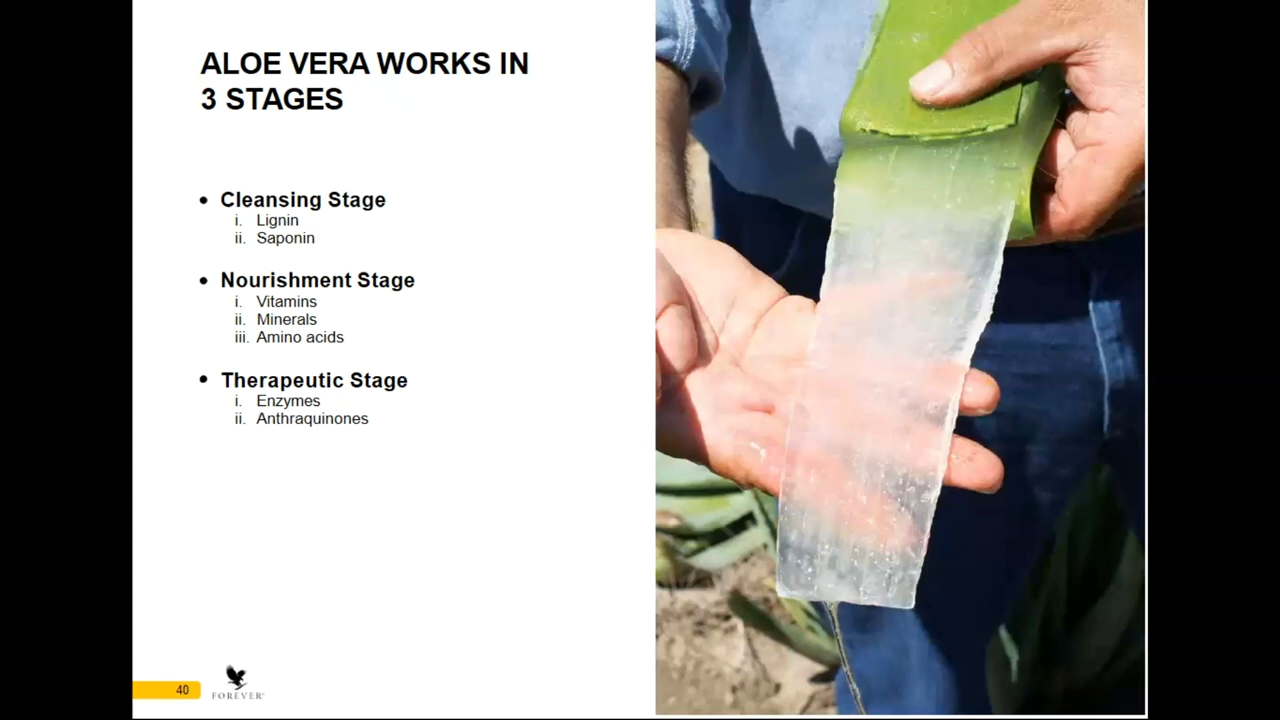 ALOE VERA WORKS IN
3 STAGES
• Cleansing Stage
i. Lignin
ii. Saponin
• Nourishment Stage
i. Vitamins
ii. Minerals
iii. Amino acids
• Therapeutic Stage
i. Enzymes
ii. Anthraquinones
40
FOREVER